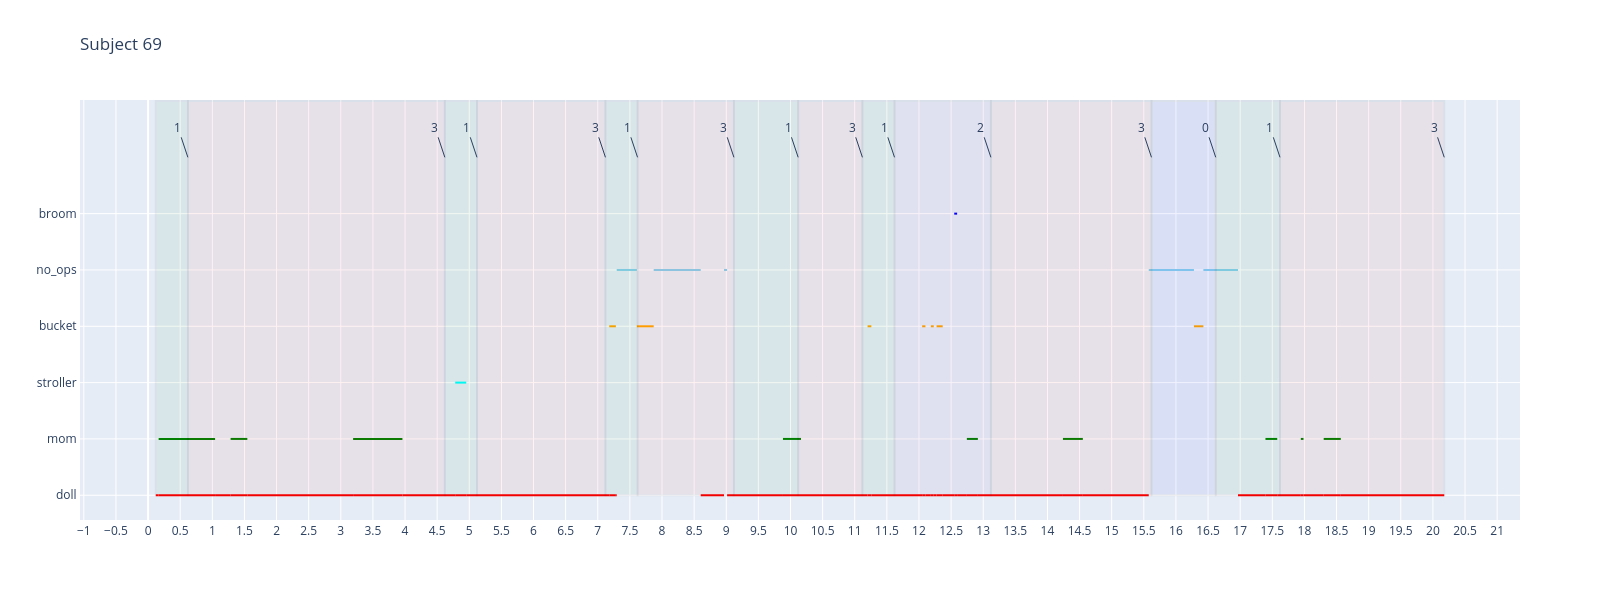 Subject 69
1 3 1 3 1 3 1 3 1 2 3 0 1 3
broom
no_ops
bucket
stroller
mom
doll
−1 −0.5 0 0.5 1 1.5 2 2.5 3 3.5 4 4.5 5 5.5 6 6.5 7 7.5 8 8.5 9 9.5 10 10.5 11 11.5 12 12.5 13 13.5 14 14.5 15 15.5 16 16.5 17 17.5 18 18.5 19 19.5 20 20.5 21